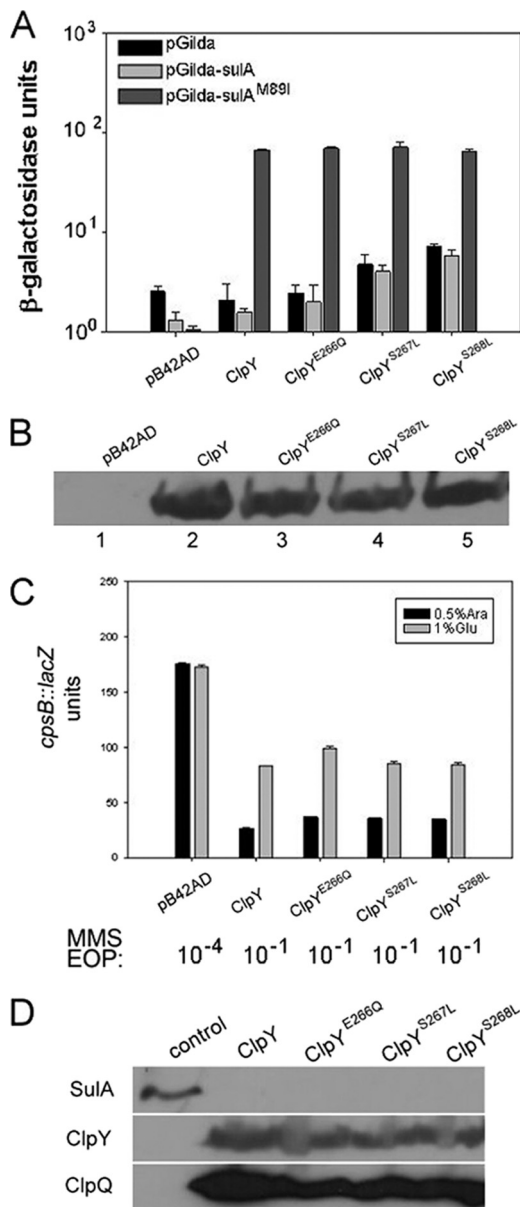 A
β-galactosidase units
10³
10²
10¹
10⁰
pGilda
pGilda-sulA
pGilda-sulA^M89I
pB42AD
ClpY
ClpY^E266Q
ClpY^S267L
ClpY^S268L
B
pB42AD
ClpY
ClpY^E266Q
ClpY^S267L
ClpY^S268L
1 2 3 4 5
C
cpsB::lacZ
units
250
200
150
100
50
0
0.5%Ara
1%Glu
pB42AD
ClpY
ClpY^E266Q
ClpY^S267L
ClpY^S268L
MMS
EOP: 10⁻⁴ 10⁻¹ 10⁻¹ 10⁻¹ 10⁻¹
D
control
ClpY
ClpY^E266Q
ClpY^S267L
ClpY^S268L
SulA
ClpY
ClpQ